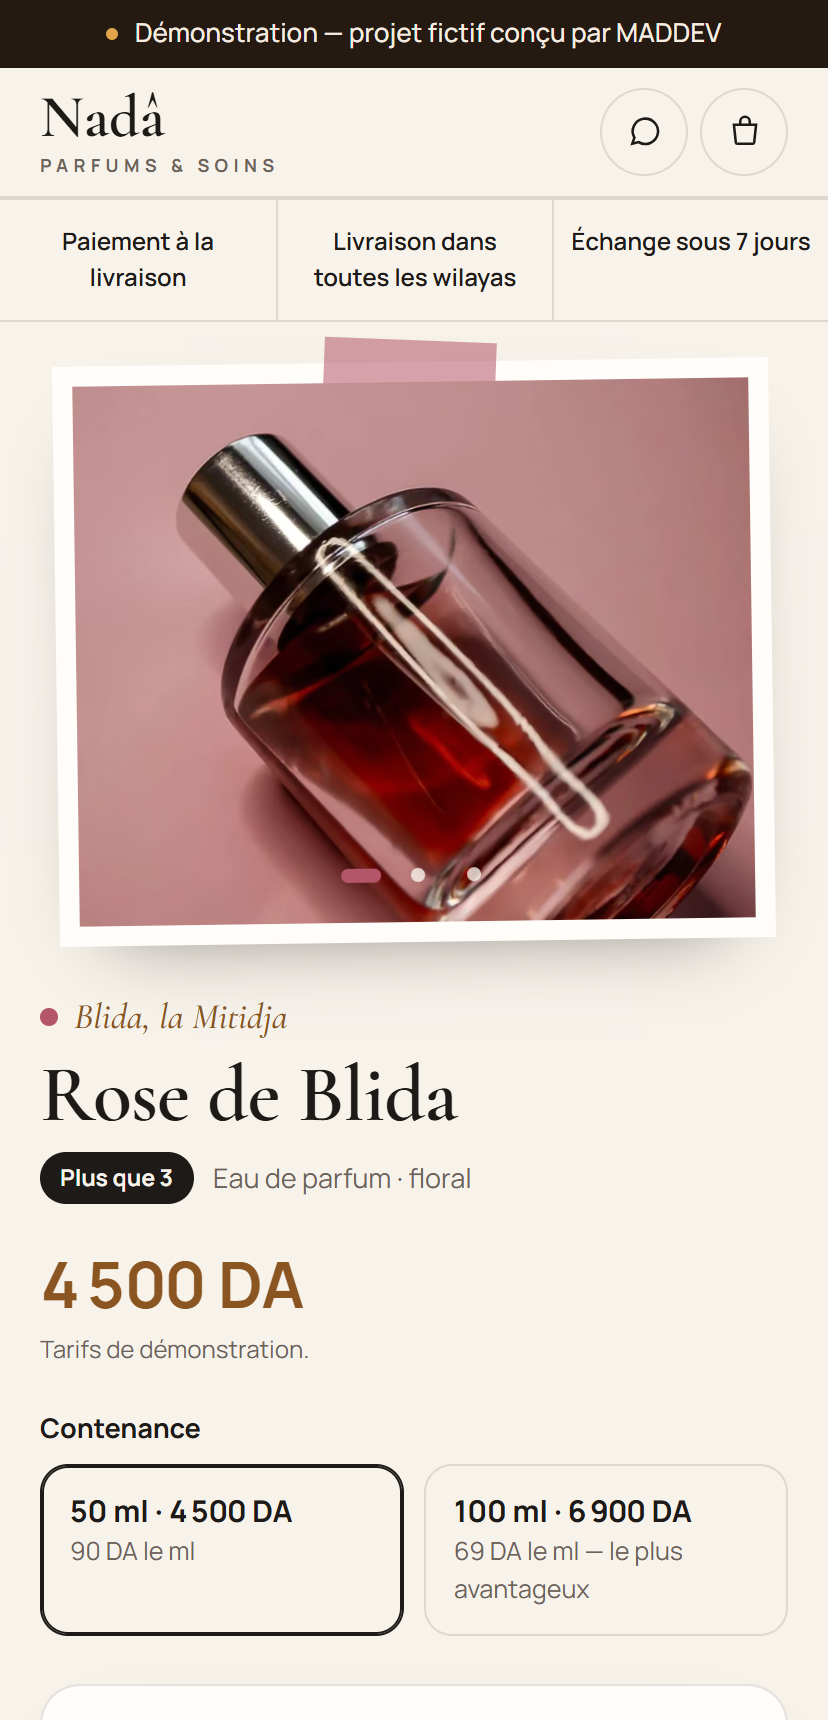 Démonstration — projet fictif conçu par MADDEV
Nadâ
PARFUMS & SOINS
Paiement à la
livraison
Livraison dans
toutes les wilayas
Échange sous 7 jours
Blida, la Mitidja
Rose de Blida
Plus que 3
Eau de parfum · floral
4 500 DA
Tarifs de démonstration.
Contenance
50 ml · 4 500 DA
90 DA le ml
100 ml · 6 900 DA
69 DA le ml — le plus
avantageux